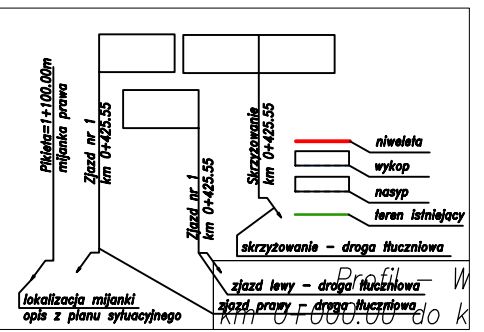 Pikieta=1+100.00m
mijanka prawa
Zjazd nr 1
km 0+425.55
Zjazd nr 1
km 0+425.55
Skrzyżowanie
km 0+425.55
niweleta
wykop
nasyp
teren istniejący
skrzyżowanie - droga tłuczniowa
zjazd lewy - droga tłuczniowa
zjazd prawy - droga tłuczniowa
lokalizacja mijanki
opis z planu sytuacyjnego
Profil - W
km 0+000.00 do k